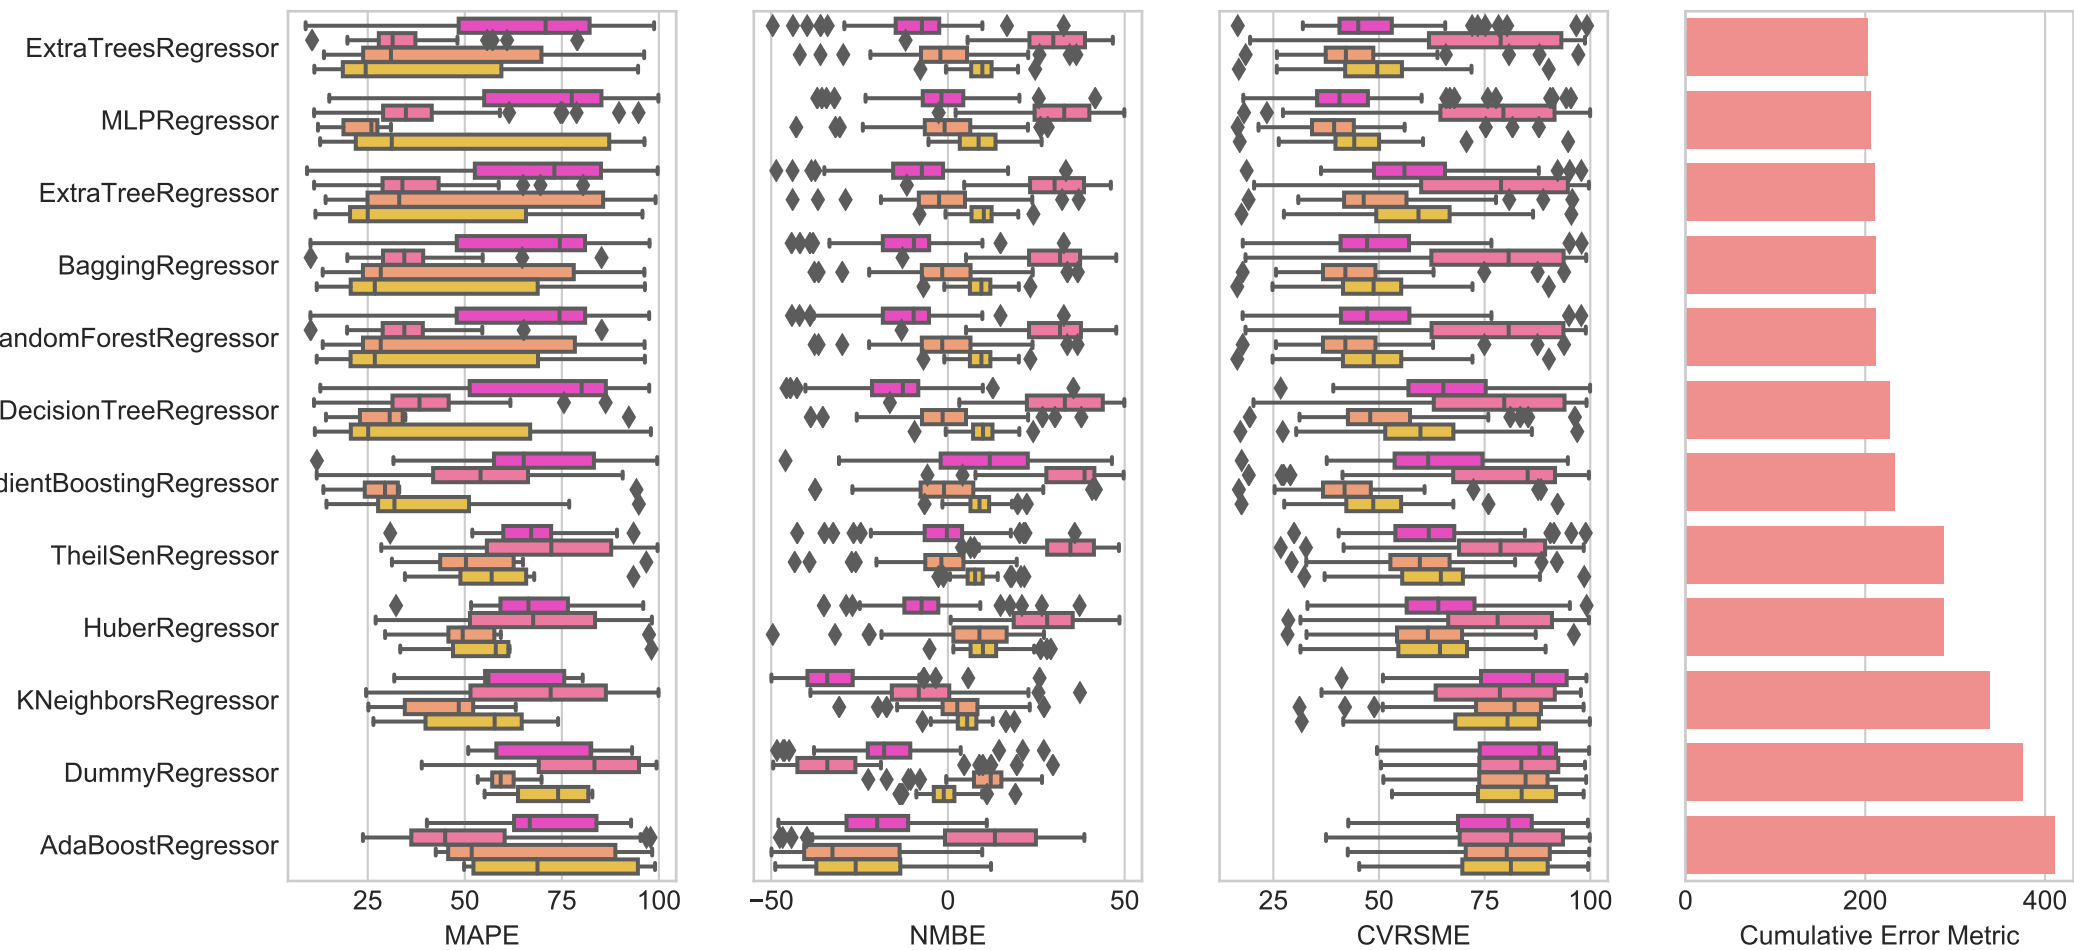 ExtraTreesRegressor
MLPRegressor
ExtraTreeRegressor
BaggingRegressor
andomForestRegressor
DecisionTreeRegressor
dientBoostingRegressor
TheilSenRegressor
HuberRegressor
KNeighborsRegressor
DummyRegressor
AdaBoostRegressor
25 50 75 100 −50 0 50 25 50 75 100 0 200 400
MAPE NMBE CVRSME Cumulative Error Metric